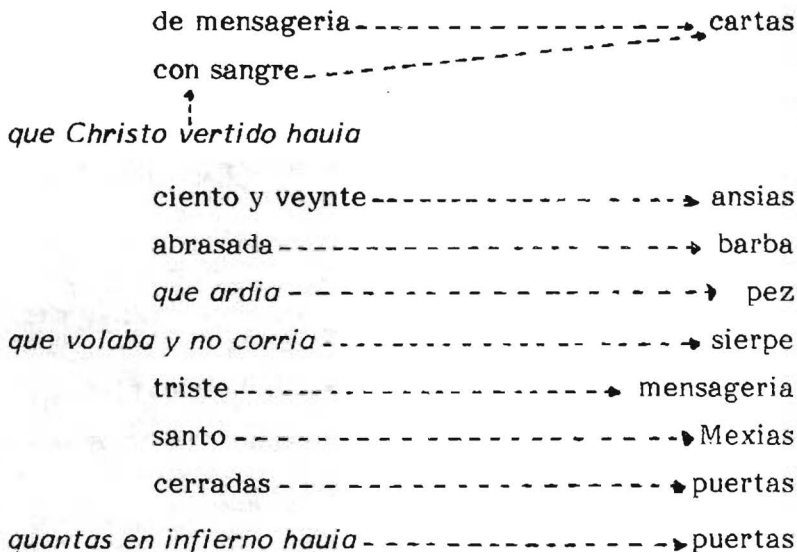 de mensageria cartas
con sangre
que Christo vertido hauia
ciento y veynte ansias
abrasada barba
que ardia pez
que volaba y no corria sierpe
triste mensageria
santo Mexias
cerradas puertas
quantas en infierno hauia puertas